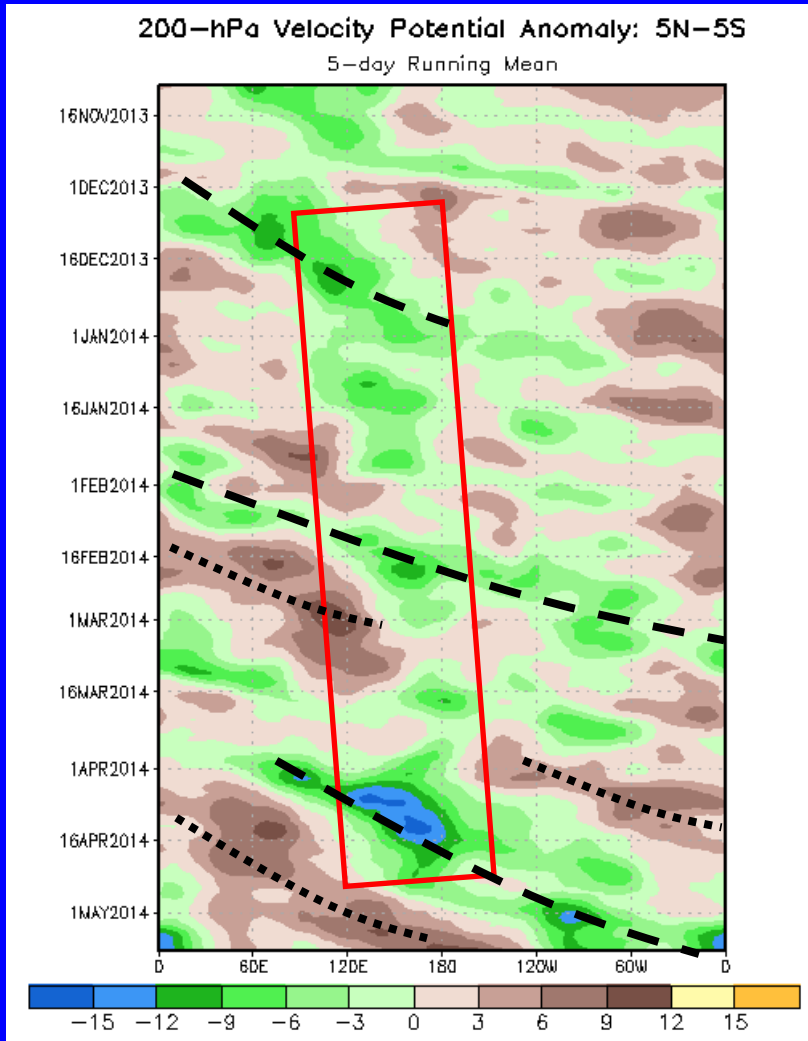 200-hPa Velocity Potential Anomaly: 5N-5S
5-day Running Mean
16NOV2013
1DEC2013
16DEC2013
1JAN2014
16JAN2014
1FEB2014
16FEB2014
1MAR2014
16MAR2014
1APR2014
16APR2014
1MAY2014
0 60E 120E 180 120W 60W 0
-15 -12 -9 -6 -3 0 3 6 9 12 15